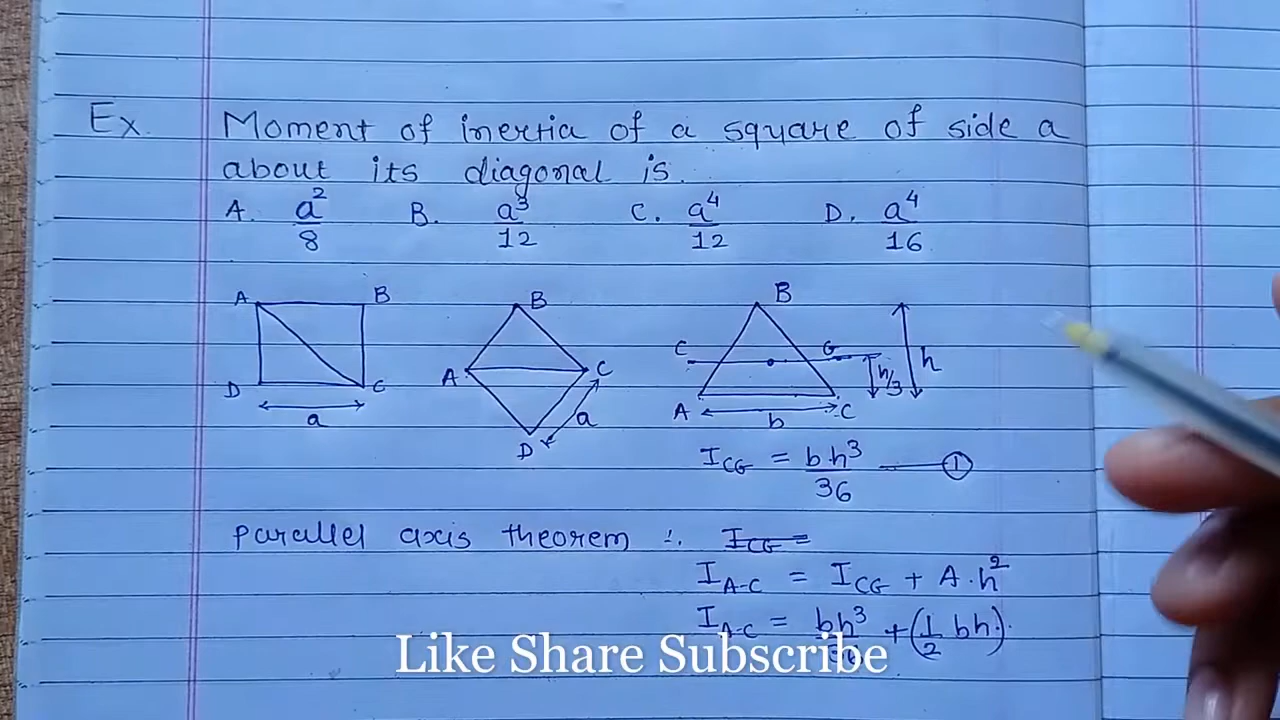 Ex. Moment of inertia of a square of side a
about its diagonal is.
A. a²/8 B. a³/12 C. a⁴/12 D. a⁴/16
A B
D C
a
B
A C
D a
B
C G
h/3 h
A C
b
I_CG = b.h³/36 —— ①
parallel axis theorem ∴ I_CG =
I_A-C = I_CG + A.h²
I_A-C = bh³/36 + (1/2 bh).
Like Share Subscribe